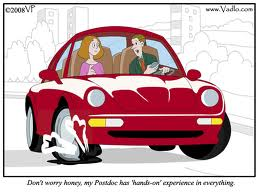 ©2008VP www.Vadlo.com
Don't worry honey, my Postdoc has 'hands-on' experience in everything.